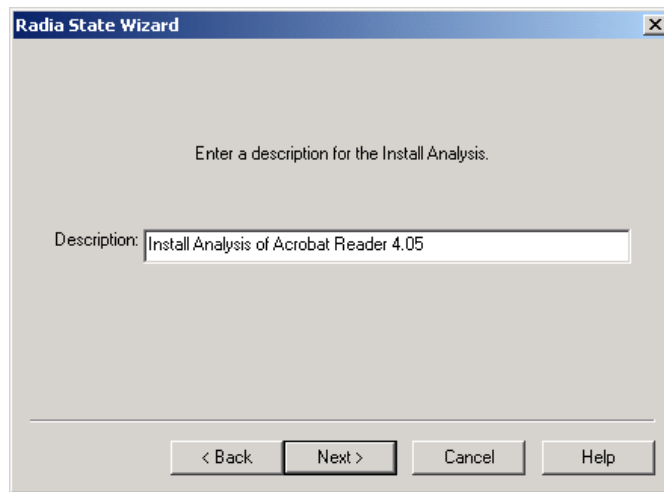 Radia State Wizard
Enter a description for the Install Analysis.
Description: Install Analysis of Acrobat Reader 4.05
< Back Next > Cancel Help